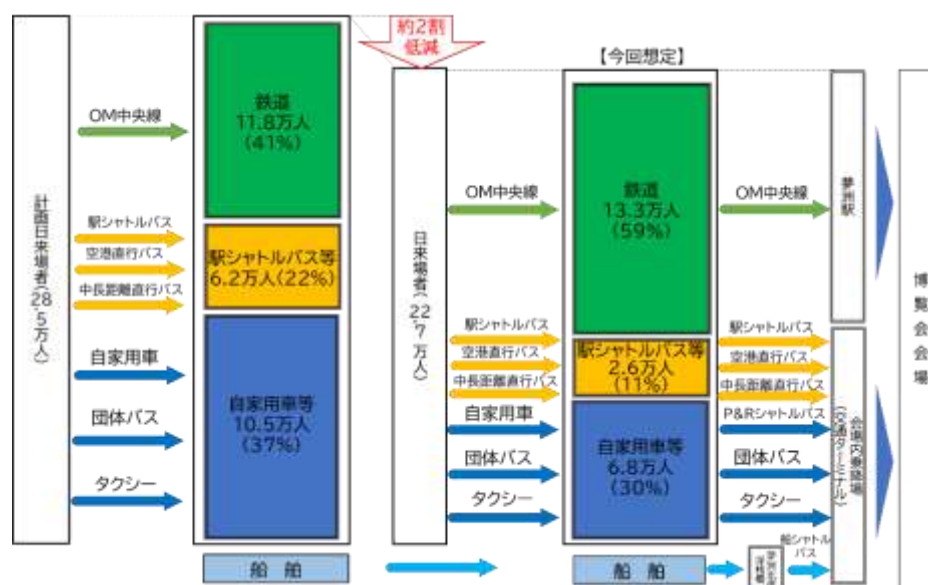 約2割
低減
【今回想定】
計画日来場者(28.5万人)
OM中央線
駅シャトルバス
空港直行バス
中長距離直行バス
自家用車
団体バス
タクシー
鉄道
11.8万人
(41%)
駅シャトルバス等
6.2万人(22%)
自家用車等
10.5万人
(37%)
船舶
日来場者(22.7万人)
OM中央線
駅シャトルバス
空港直行バス
中長距離直行バス
自家用車
団体バス
タクシー
鉄道
13.3万人
(59%)
駅シャトルバス等
2.6万人
(11%)
自家用車等
6.8万人
(30%)
船舶
OM中央線
駅シャトルバス
空港直行バス
中長距離直行バス
P&Rシャトルバス
団体バス
タクシー
船シャトル
バス
夢洲駅
会場内乗降場
(交通ターミナル)
博覧会会場